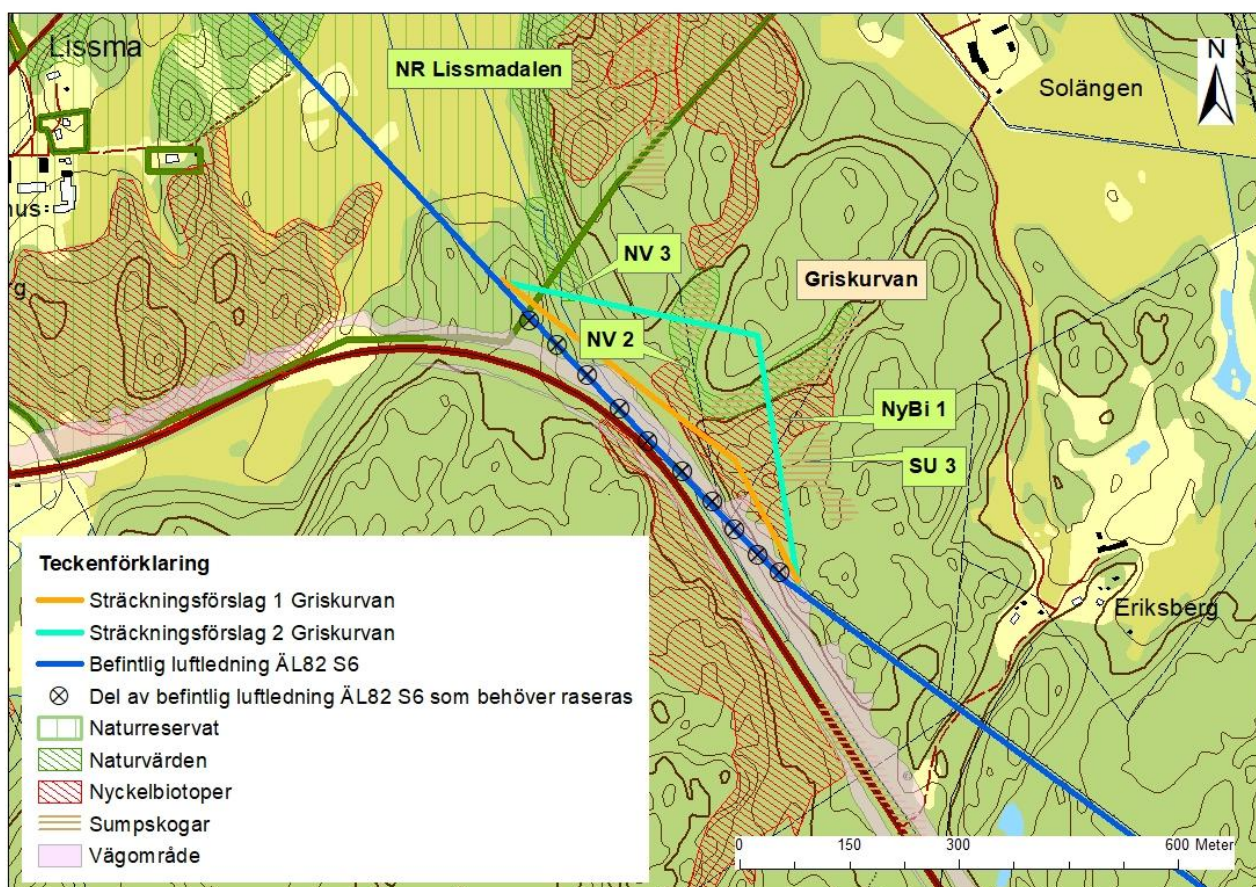 Lissma
NR Lissmadalen
N
Solängen
nus:
NV 3
Griskurvan
NV 2
NyBi 1
SU 3
Eriksberg
Teckenförklaring
Sträckningsförslag 1 Griskurvan
Sträckningsförslag 2 Griskurvan
Befintlig luftledning ÄL82 S6
Del av befintlig luftledning ÄL82 S6 som behöver raseras
Naturreservat
Naturvärden
Nyckelbiotoper
Sumpskogar
Vägområde
0 150 300 600 Meter